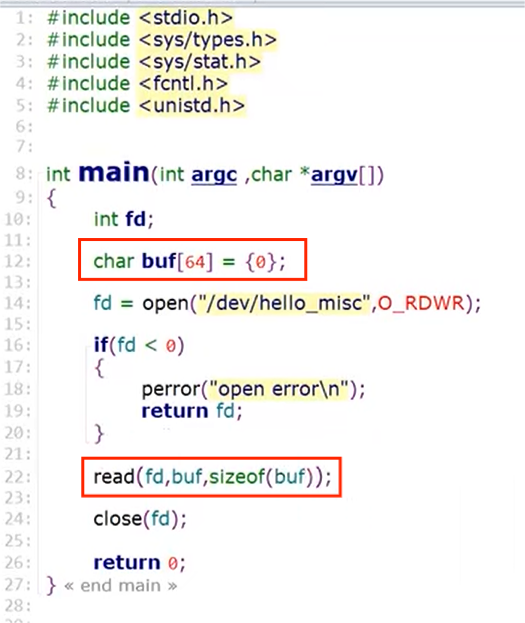 1: #include <stdio.h>
2: #include <sys/types.h>
3: #include <sys/stat.h>
4: #include <fcntl.h>
5: #include <unistd.h>
6:
7:
8: int main(int argc ,char *argv[])
9: {
10: int fd;
11:
12: char buf[64] = {0};
13:
14: fd = open("/dev/hello_misc",O_RDWR);
15:
16: if(fd < 0)
17: {
18: perror("open error\n");
19: return fd;
20: }
21:
22: read(fd,buf,sizeof(buf));
23:
24: close(fd);
25:
26: return 0;
27: } « end main »
28: